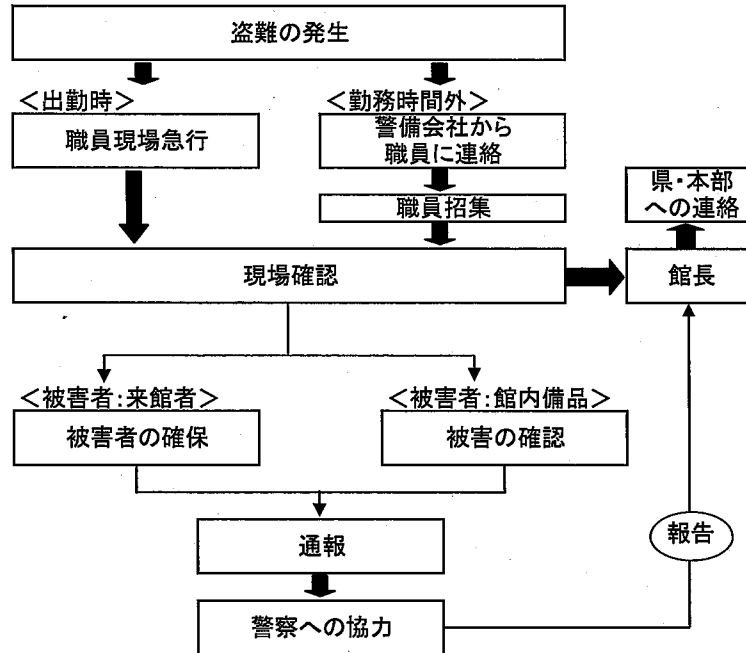 盗難の発生
＜出勤時＞
＜勤務時間外＞
職員現場急行
警備会社から
職員に連絡
職員招集
県・本部
への連絡
現場確認
館長
＜被害者:来館者＞
＜被害者:館内備品＞
被害者の確保
被害の確認
通報
報告
警察への協力